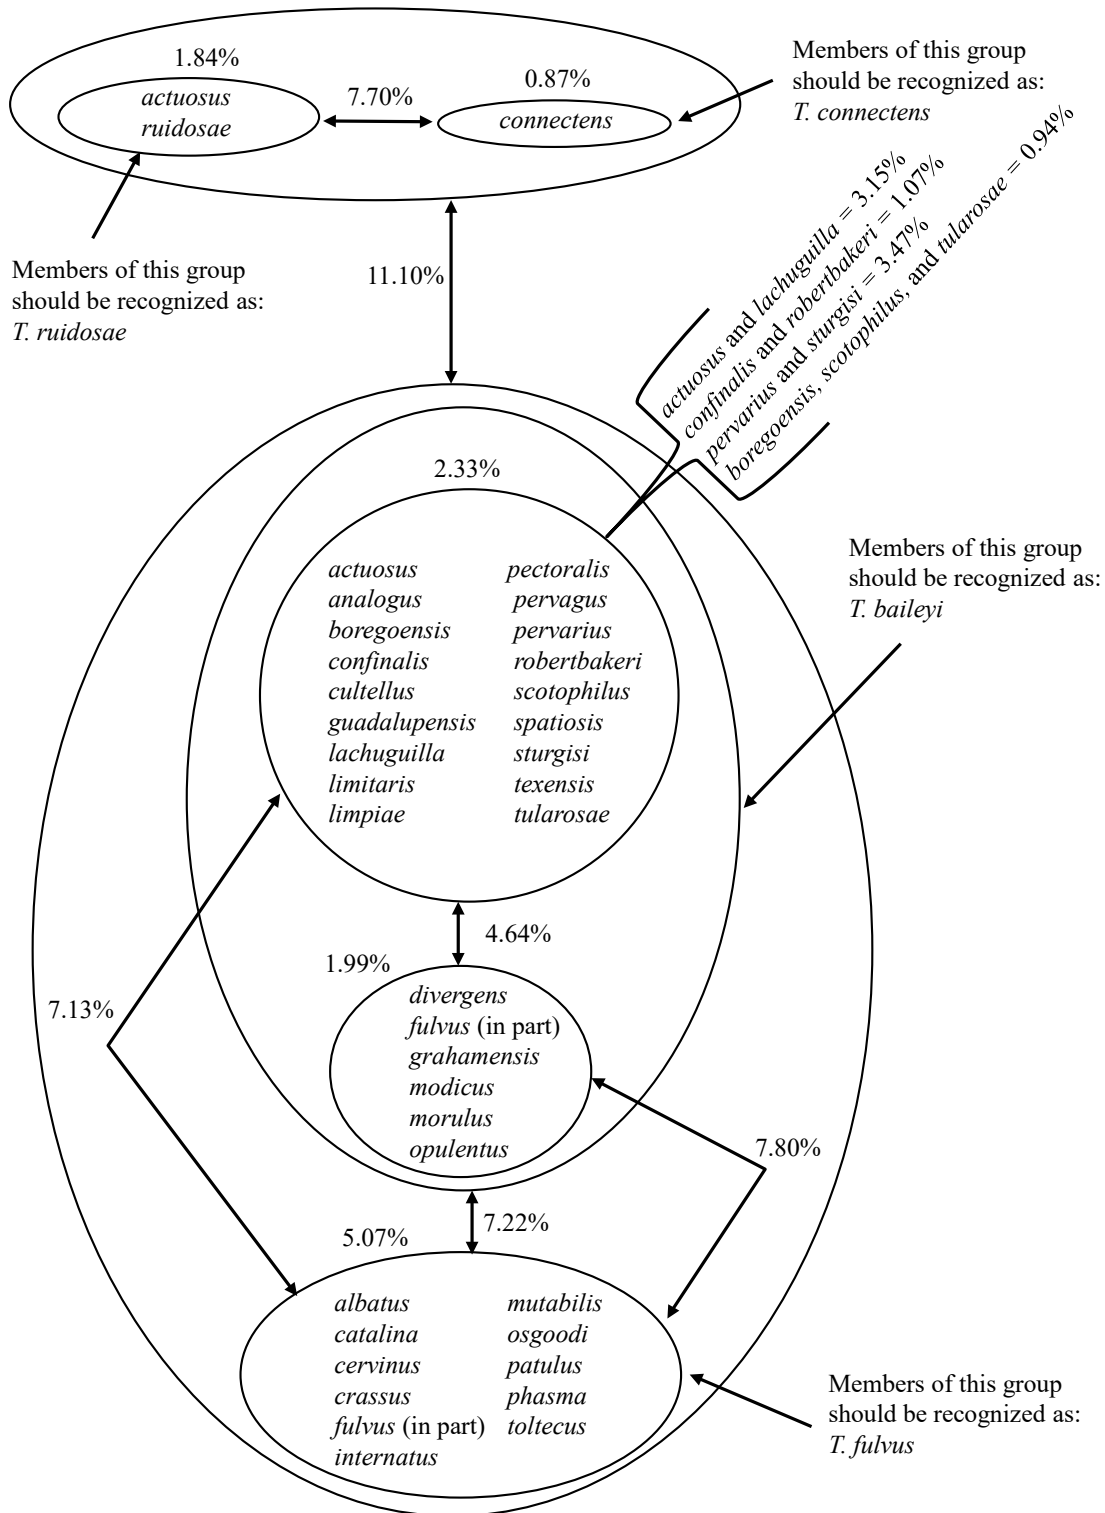 1.84%
actuosus
ruidosae
7.70%
0.87%
connectens
Members of this group
should be recognized as:
T. connectens
Members of this group
should be recognized as:
T. ruidosae
11.10%
actuosus and lachuguilla = 3.15%
confinalis and robertbakeri = 1.07%
pervarius and sturgisi = 3.47%
boregoensis, scotophilus, and tularosae = 0.94%
2.33%
actuosus
analogus
boregoensis
confinalis
cultellus
guadalupensis
lachuguilla
limitaris
limpiae
pectoralis
pervagus
pervarius
robertbakeri
scotophilus
spatiosis
sturgisi
texensis
tularosae
Members of this group
should be recognized as:
T. baileyi
4.64%
1.99%
divergens
fulvus (in part)
grahamensis
modicus
morulus
opulentus
7.13%
7.80%
7.22%
5.07%
albatus
catalina
cervinus
crassus
fulvus (in part)
internatus
mutabilis
osgoodi
patulus
phasma
toltecus
Members of this group
should be recognized as:
T. fulvus